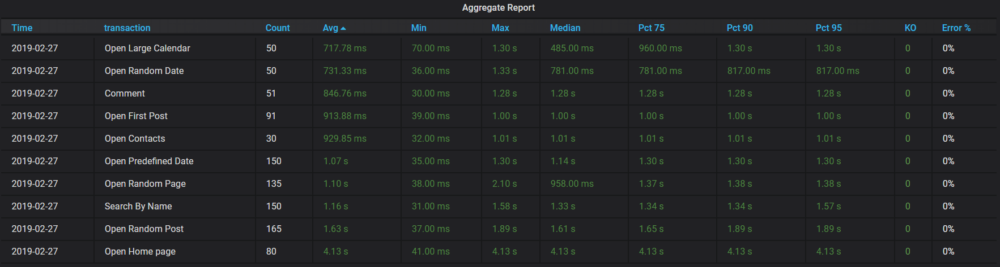 Aggregate Report
Time transaction Count Avg Min Max Median Pct 75 Pct 90 Pct 95 KO Error %
2019-02-27 Open Large Calendar 50 717.78 ms 70.00 ms 1.30 s 485.00 ms 960.00 ms 1.30 s 1.30 s 0 0%
2019-02-27 Open Random Date 50 731.33 ms 36.00 ms 1.33 s 781.00 ms 781.00 ms 817.00 ms 817.00 ms 0 0%
2019-02-27 Comment 51 846.76 ms 30.00 ms 1.28 s 1.28 s 1.28 s 1.28 s 1.28 s 0 0%
2019-02-27 Open First Post 91 913.88 ms 39.00 ms 1.00 s 1.00 s 1.00 s 1.00 s 1.00 s 0 0%
2019-02-27 Open Contacts 30 929.85 ms 32.00 ms 1.01 s 1.01 s 1.01 s 1.01 s 1.01 s 0 0%
2019-02-27 Open Predefined Date 150 1.07 s 35.00 ms 1.30 s 1.14 s 1.30 s 1.30 s 1.30 s 0 0%
2019-02-27 Open Random Page 135 1.10 s 38.00 ms 2.10 s 958.00 ms 1.37 s 1.38 s 1.38 s 0 0%
2019-02-27 Search By Name 150 1.16 s 31.00 ms 1.58 s 1.33 s 1.34 s 1.34 s 1.57 s 0 0%
2019-02-27 Open Random Post 165 1.63 s 37.00 ms 1.89 s 1.61 s 1.65 s 1.89 s 1.89 s 0 0%
2019-02-27 Open Home page 80 4.13 s 41.00 ms 4.13 s 4.13 s 4.13 s 4.13 s 4.13 s 0 0%